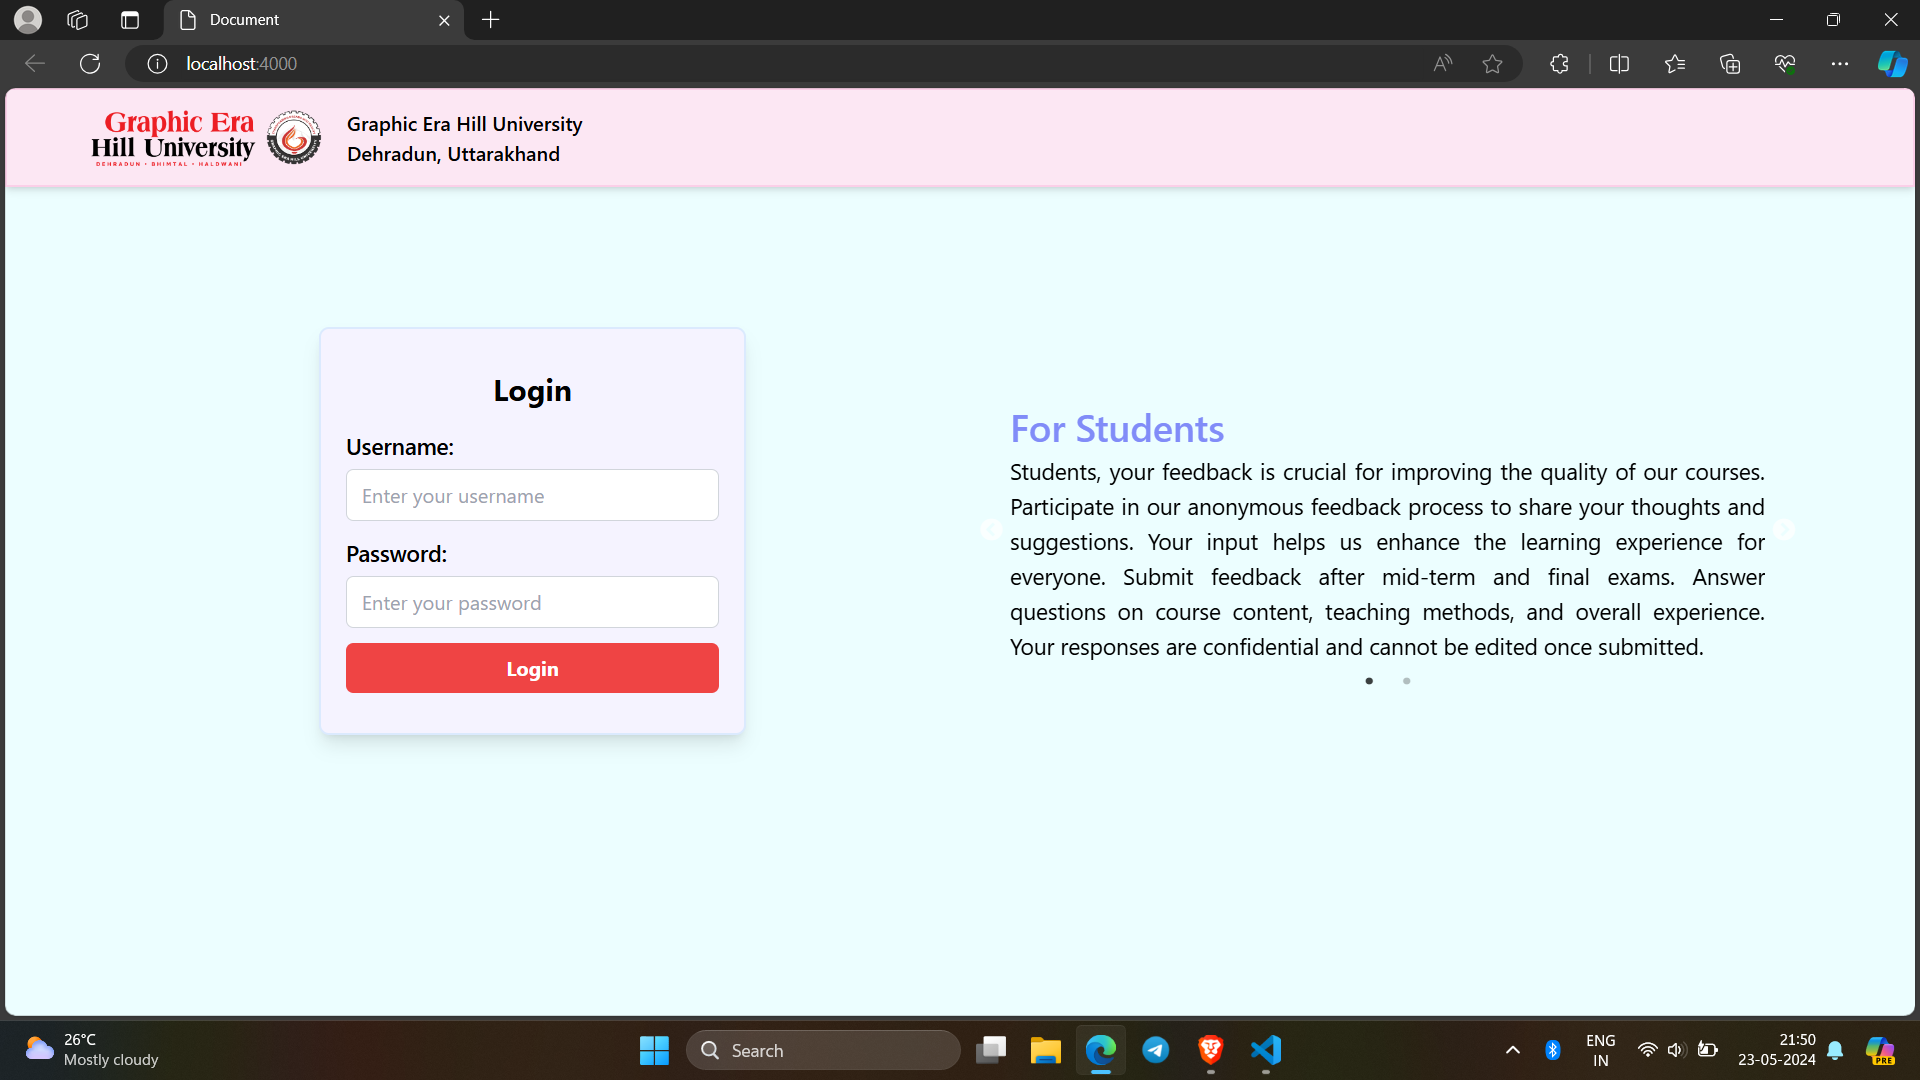 Document
localhost:4000
Graphic Era
Hill University
DEHRADUN • BHIMTAL • HALDWANI
Graphic Era Hill University
Dehradun, Uttarakhand
Login
Username:
Enter your username
Password:
Enter your password
Login
For Students
Students, your feedback is crucial for improving the quality of our courses.
Participate in our anonymous feedback process to share your thoughts and
suggestions. Your input helps us enhance the learning experience for
everyone. Submit feedback after mid-term and final exams. Answer
questions on course content, teaching methods, and overall experience.
Your responses are confidential and cannot be edited once submitted.
26°C
Mostly cloudy
Search
ENG
IN
21:50
23-05-2024
PRE